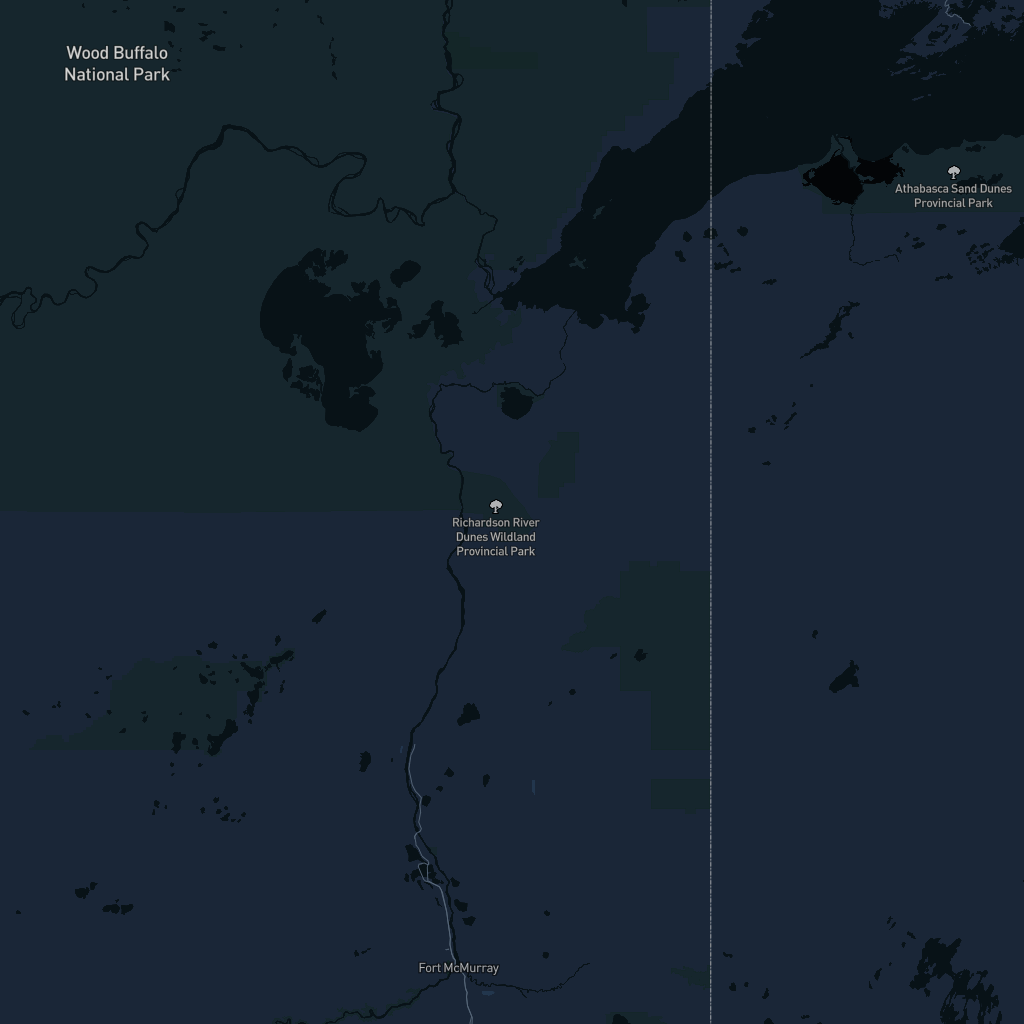 Wood Buffalo
National Park
Athabasca Sand Dunes
Provincial Park
Richardson River
Dunes Wildland
Provincial Park
Fort McMurray